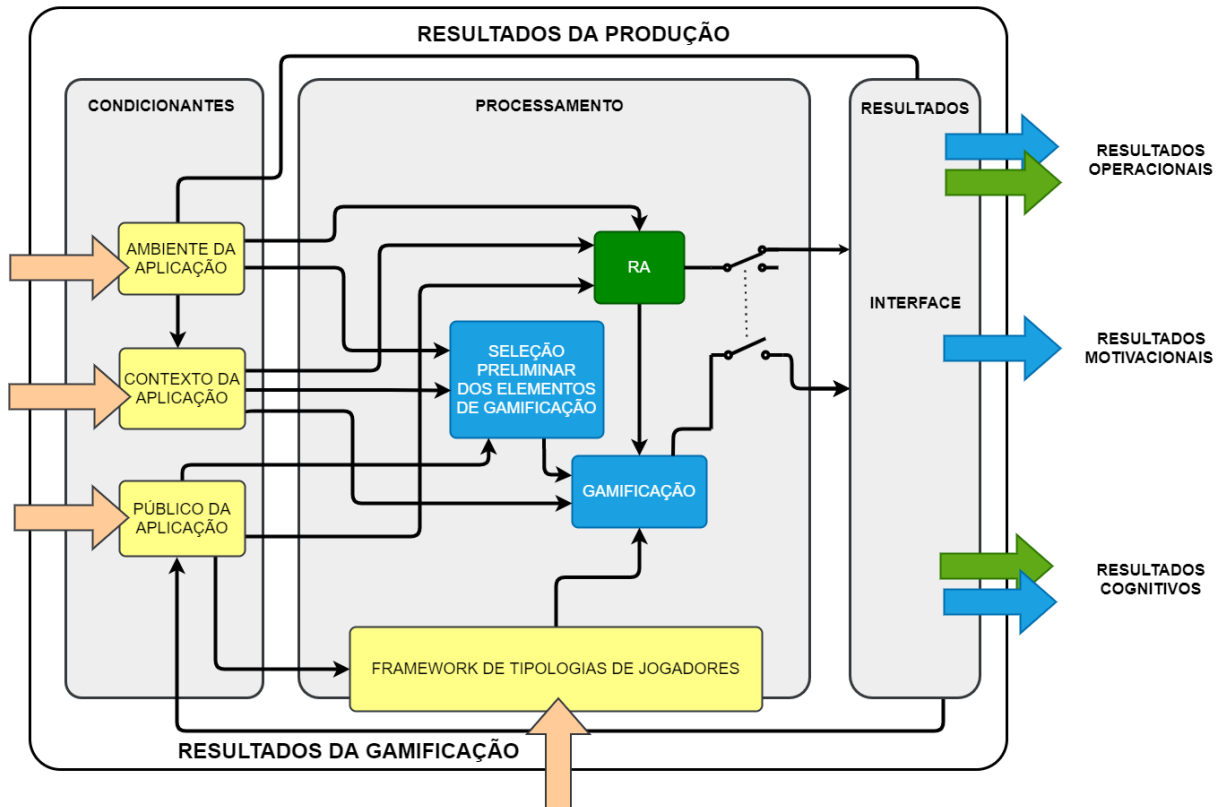 RESULTADOS DA PRODUÇÃO
CONDICIONANTES
PROCESSAMENTO
RESULTADOS
RESULTADOS
OPERACIONAIS
AMBIENTE DA
APLICAÇÃO
RA
INTERFACE
SELEÇÃO
PRELIMINAR
DOS ELEMENTOS
DE GAMIFICAÇÃO
RESULTADOS
MOTIVACIONAIS
CONTEXTO DA
APLICAÇÃO
GAMIFICAÇÃO
PÚBLICO DA
APLICAÇÃO
RESULTADOS
COGNITIVOS
FRAMEWORK DE TIPOLOGIAS DE JOGADORES
RESULTADOS DA GAMIFICAÇÃO